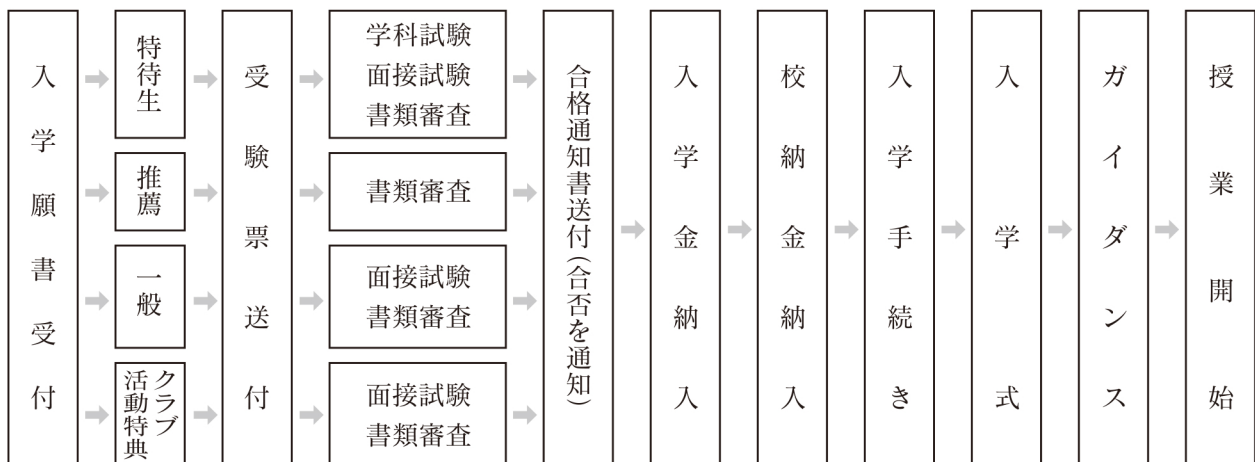 入学願書受付
特待生
推薦
一般
クラブ
活動特典
受験票送付
学科試験
面接試験
書類審査
書類審査
面接試験
書類審査
面接試験
書類審査
合格通知書送付(合否を通知)
入学金納入
校納金納入
入学手続き
入学式
ガイダンス
授業開始